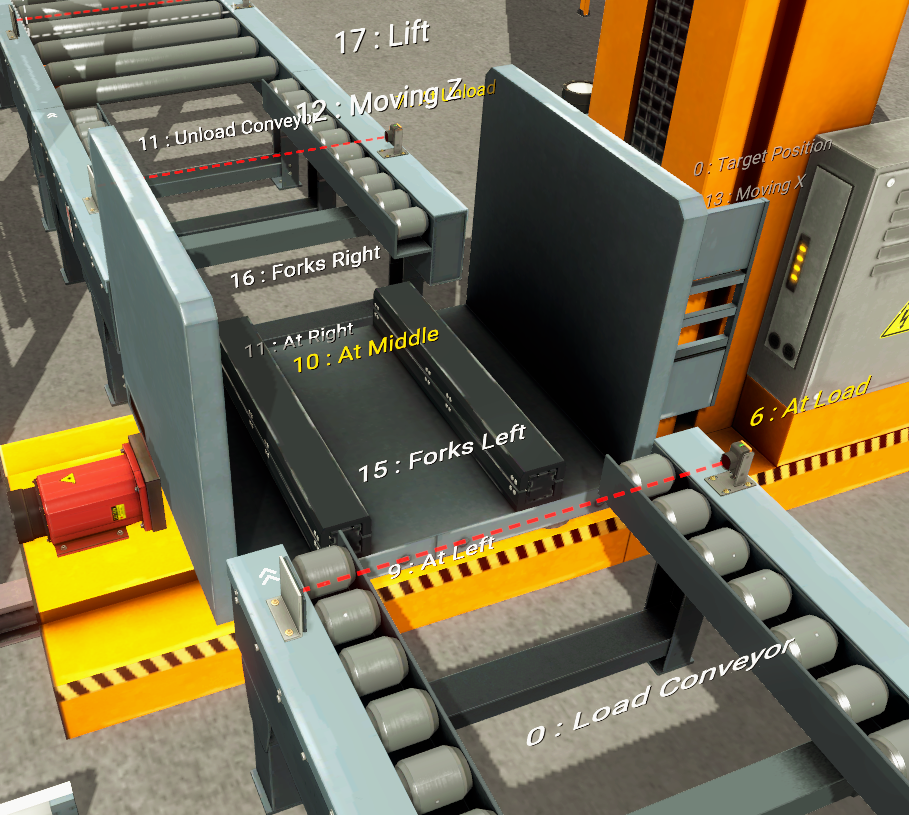 17 : Lift
12 : Moving Z
At Unload
11 : Unload Conveyor
0 : Target Position
13 : Moving X
16 : Forks Right
11 : At Right
10 : At Middle
6 : At Load
15 : Forks Left
9 : At Left
0 : Load Conveyor